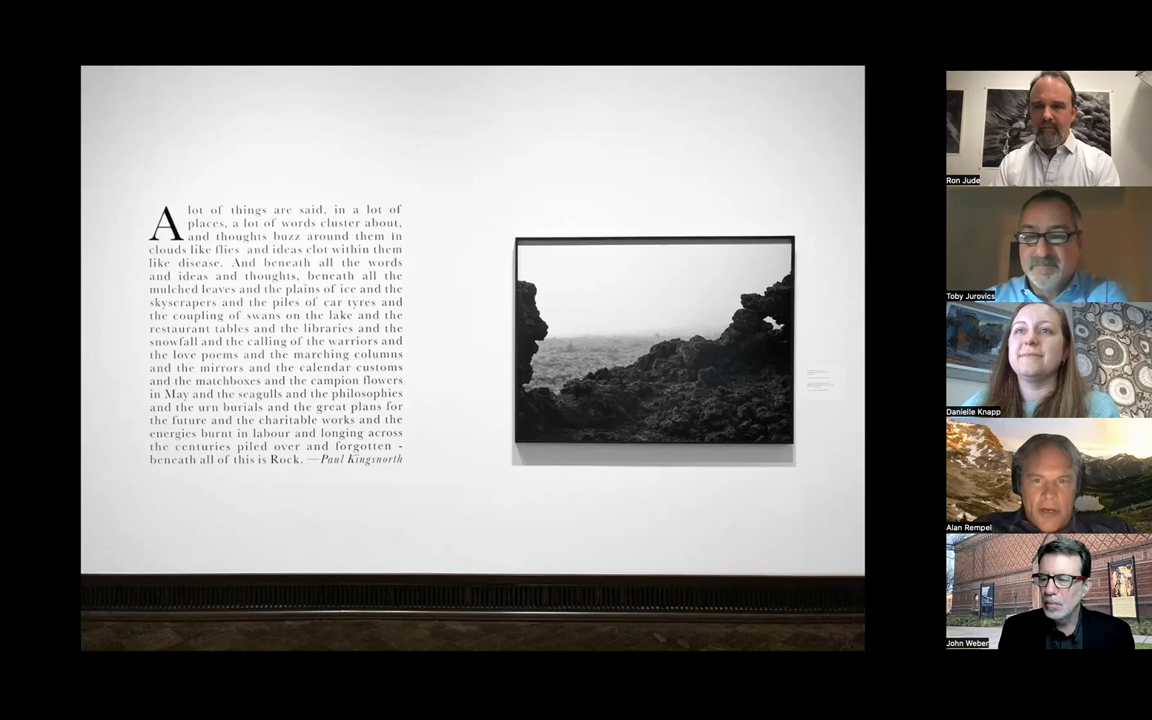 A lot of things are said, in a lot of
places, a lot of words cluster about,
and thoughts buzz around them in
clouds like flies and ideas clot within them
like disease. And beneath all the words
and ideas and thoughts, beneath all the
mulched leaves and the plains of ice and the
skyscrapers and the piles of car tyres and
the coupling of swans on the lake and the
restaurant tables and the libraries and the
snowfall and the calling of the warriors and
the love poems and the marching columns
and the mirrors and the calendar customs
and the matchboxes and the campion flowers
in May and the seagulls and the philosophies
and the urn burials and the great plans for
the future and the charitable works and the
energies burnt in labour and longing across
the centuries piled over and forgotten -
beneath all of this is Rock. —Paul Kingsnorth
Ron Jude
Toby Jurovics
Danielle Knapp
Alan Rempel
John Weber